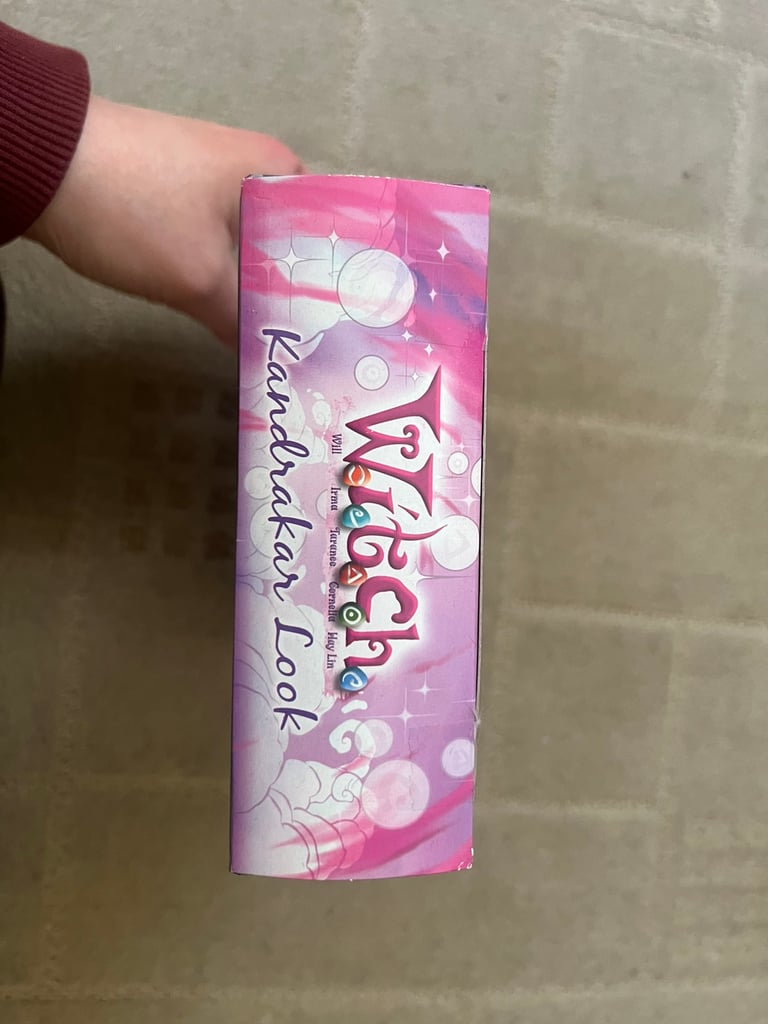 Witch
Will Irma Taranee Cornelia Hay Lin
Kandrakar Look